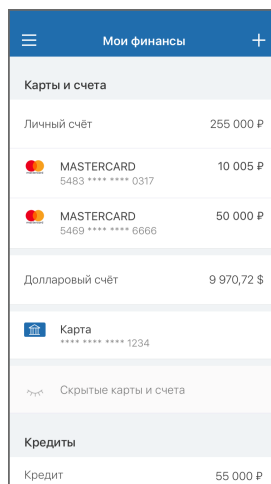 Мои финансы
Карты и счета
Личный счёт 255 000 ₽
MASTERCARD 10 005 ₽
5483 **** **** 0317
MASTERCARD 50 000 ₽
5469 **** **** 6666
Долларовый счёт 9 970,72 $
Карта
**** **** **** 1234
Скрытые карты и счета
Кредиты
Кредит 55 000 ₽